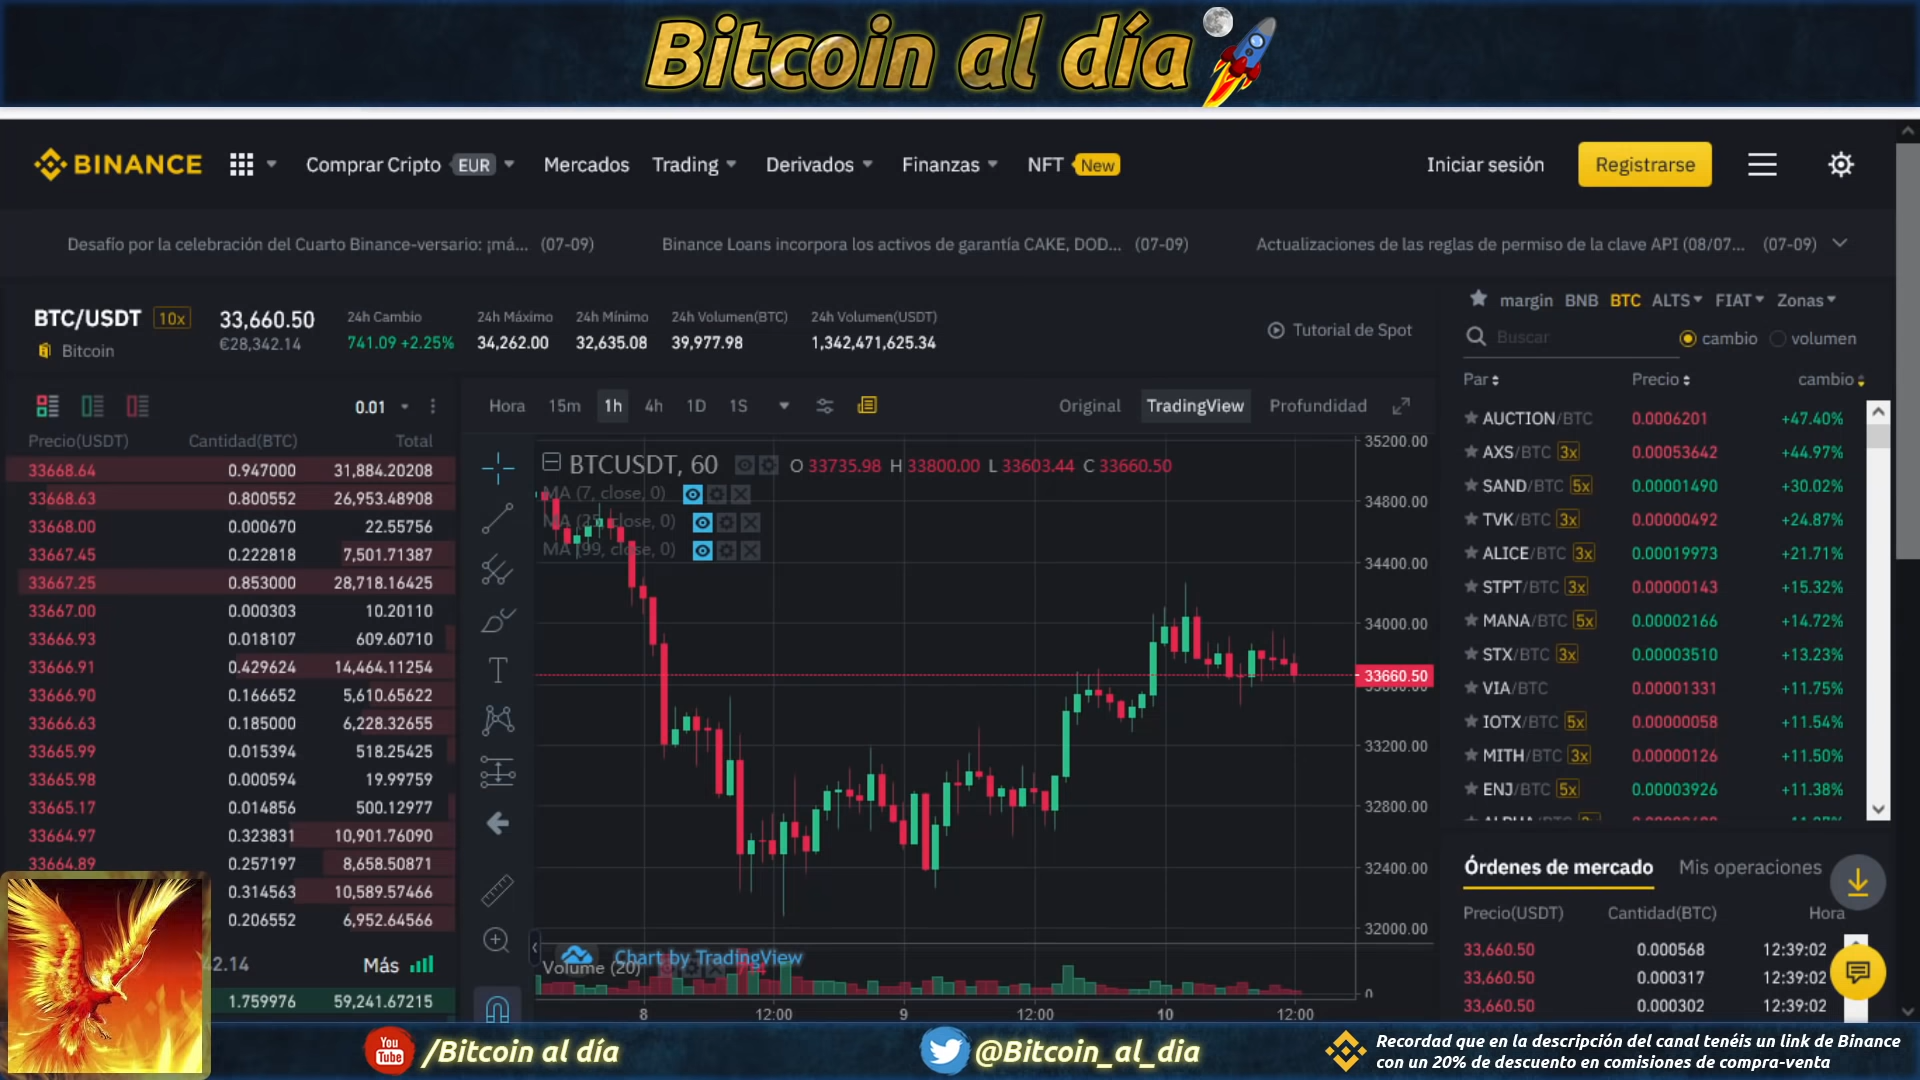 Bitcoin al día
BINANCE
Comprar Cripto EUR
Mercados
Trading
Derivados
Finanzas
NFT New
Iniciar sesión
Registrarse
Desafío por la celebración del Cuarto Binance-versario: ¡má... (07-09)
Binance Loans incorpora los activos de garantía CAKE, DOD... (07-09)
Actualizaciones de las reglas de permiso de la clave API (08/07... (07-09)
BTC/USDT 10x
Bitcoin
33,660.50
€28,342.14
24h Cambio
741.09 +2.25%
24h Máximo
34,262.00
24h Mínimo
32,635.08
24h Volumen(BTC)
39,977.98
24h Volumen(USDT)
1,342,471,625.34
Tutorial de Spot
0.01
Precio(USDT) Cantidad(BTC) Total
33668.64 0.947000 31,884.20208
33668.63 0.800552 26,953.48908
33668.00 0.000670 22.55756
33667.45 0.222818 7,501.71387
33667.25 0.853000 28,718.16425
33667.00 0.000303 10.20110
33666.93 0.018107 609.60710
33666.91 0.429624 14,464.11254
33666.90 0.166652 5,610.65622
33666.63 0.185000 6,228.32655
33665.99 0.015394 518.25425
33665.98 0.000594 19.99759
33665.17 0.014856 500.12977
33664.97 0.323831 10,901.76090
33664.89 0.257197 8,658.50871
0.314563 10,589.57466
0.206552 6,952.64566
42.14 Más
1.759976 59,241.67215
Hora 15m 1h 4h 1D 1S
Original TradingView Profundidad
BTCUSDT, 60 O 33735.98 H 33800.00 L 33603.44 C 33660.50
MA (7, close, 0)
MA (25, close, 0)
MA (99, close, 0)
35200.00
34800.00
34400.00
34000.00
33660.50
33200.00
32800.00
32400.00
32000.00
Chart by TradingView
Volume (20)
0
8 12:00 9 12:00 10 12:00
margin BNB BTC ALTS FIAT Zonas
Buscar
cambio volumen
Par Precio cambio
AUCTION/BTC 0.0006201 +47.40%
AXS/BTC 3x 0.00053642 +44.97%
SAND/BTC 5x 0.00001490 +30.02%
TVK/BTC 3x 0.00000492 +24.87%
ALICE/BTC 3x 0.00019973 +21.71%
STPT/BTC 3x 0.00000143 +15.32%
MANA/BTC 5x 0.00002166 +14.72%
STX/BTC 3x 0.00003510 +13.23%
VIA/BTC 0.00001331 +11.75%
IOTX/BTC 5x 0.00000058 +11.54%
MITH/BTC 3x 0.00000126 +11.50%
ENJ/BTC 5x 0.00003926 +11.38%
Órdenes de mercado Mis operaciones
Precio(USDT) Cantidad(BTC) Hora
33,660.50 0.000568 12:39:02
33,660.50 0.000317 12:39:02
33,660.50 0.000302 12:39:02
You Tube /Bitcoin al día
@Bitcoin_al_dia
Recordad que en la descripción del canal tenéis un link de Binance
con un 20% de descuento en comisiones de compra-venta